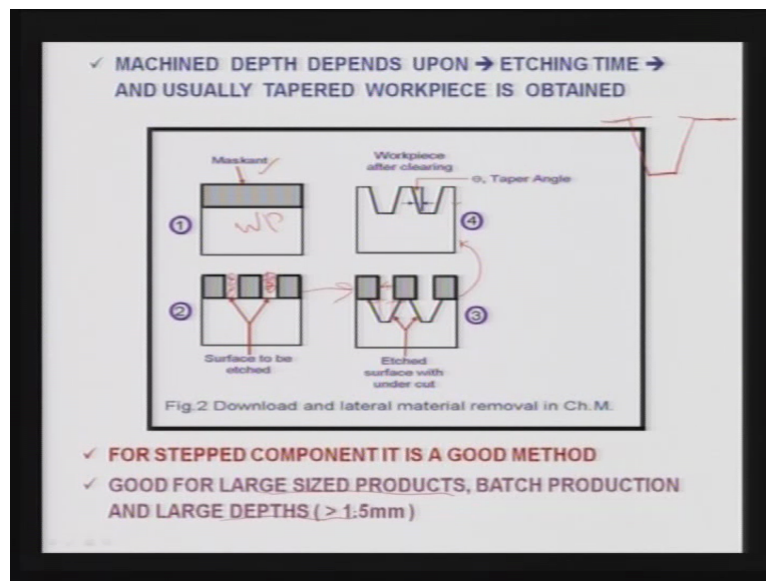 ✓ MACHINED DEPTH DEPENDS UPON ➔ ETCHING TIME ➔
AND USUALLY TAPERED WORKPIECE IS OBTAINED
Maskant
WP
①
Workpiece
after clearing
Θ, Taper Angle
④
②
Surface to be
etched
③
Etched
surface with
under cut
Fig.2 Download and lateral material removal in Ch.M.
✓ FOR STEPPED COMPONENT IT IS A GOOD METHOD
✓ GOOD FOR LARGE SIZED PRODUCTS, BATCH PRODUCTION
AND LARGE DEPTHS ( > 1.5mm )